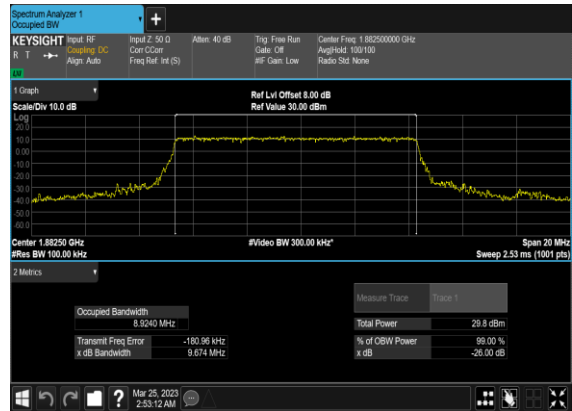 Spectrum Analyzer 1
Occupied BW
+
KEYSIGHT Input: RF Input Z: 50 Ω Atten: 40 dB Trig: Free Run Center Freq: 1.882500000 GHz
R T Coupling: DC Corr CCorr Gate: Off Avg|Hold: 100/100
Align: Auto Freq Ref: Int (S) #IF Gain: Low Radio Std: None
LW
1 Graph
Ref Lvl Offset 8.00 dB
Scale/Div 10.0 dB Ref Value 30.00 dBm
Log
20.0
10.0
0.00
-10.0
-20.0
-30.0
-40.0
-50.0
-60.0
Center 1.88250 GHz #Video BW 300.00 kHz* Span 20 MHz
#Res BW 100.00 kHz Sweep 2.53 ms (1001 pts)
2 Metrics
Measure Trace Trace 1
Occupied Bandwidth
8.9240 MHz Total Power 29.8 dBm
Transmit Freq Error -180.96 kHz % of OBW Power 99.00 %
x dB Bandwidth 9.674 MHz x dB -26.00 dB
? Mar 25, 2023
2:53:12 AM